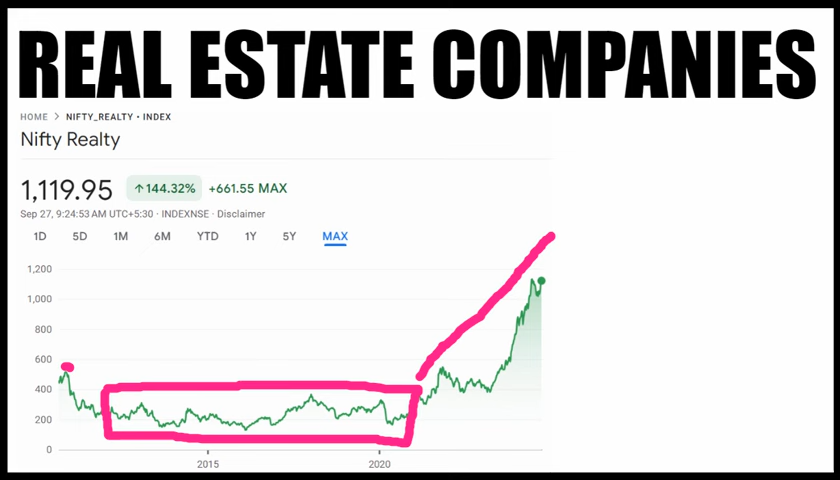 REAL ESTATE COMPANIES
HOME > NIFTY_REALTY • INDEX
Nifty Realty
1,119.95 ↑144.32% +661.55 MAX
Sep 27, 9:24:53 AM UTC+5:30 · INDEXNSE · Disclaimer
1D 5D 1M 6M YTD 1Y 5Y MAX
1,200
1,000
800
600
400
200
0
2015 2020